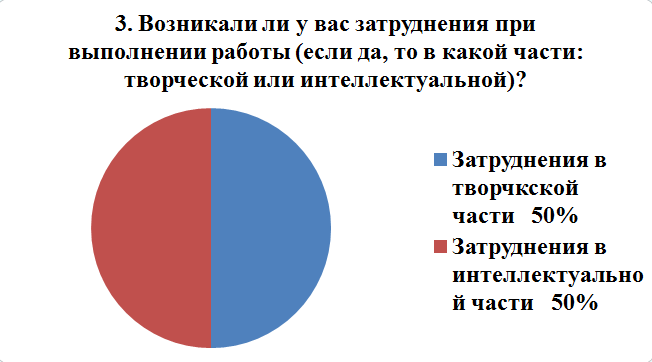 3. Возникали ли у вас затруднения при
выполнении работы (если да, то в какой части:
творческой или интеллектуальной)?
Затруднения в
творчкской
части 50%
Затруднения в
интеллектуально
й части 50%